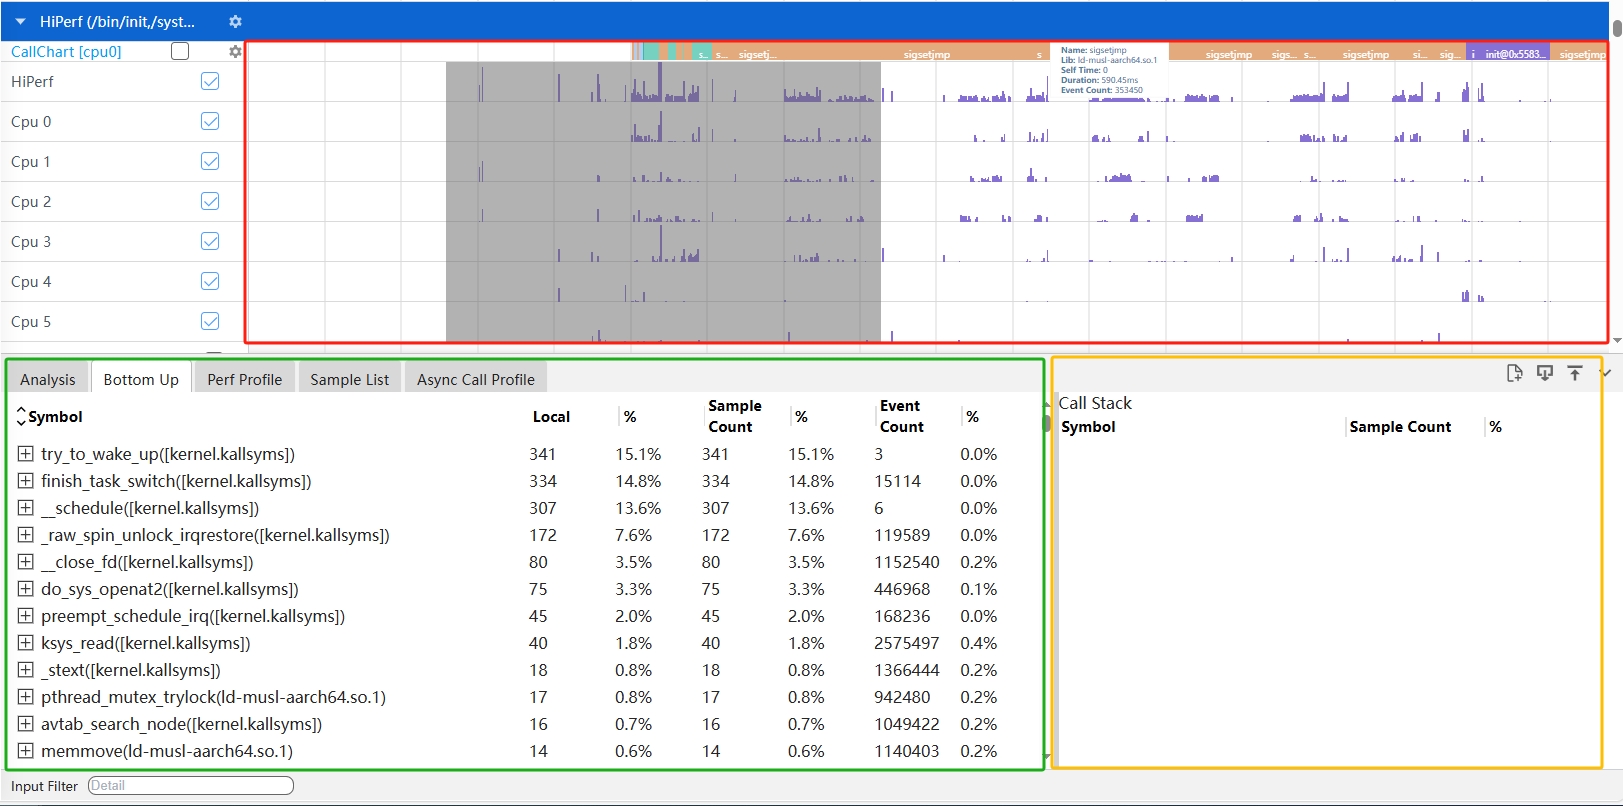 HiPerf (/bin/init,/syst...
CallChart [cpu0]
s... s... sigsetj... sigsetjmp s sigsetjmp sigs... s... sigsetjmp si... sig... i init@0x5583... sigsetjmp
Name: sigsetjmp
Lib: ld-musl-aarch64.so.1
Self Time: 0
Duration: 590.45ms
Event Count: 353450
HiPerf
Cpu 0
Cpu 1
Cpu 2
Cpu 3
Cpu 4
Cpu 5
Analysis Bottom Up Perf Profile Sample List Async Call Profile
Symbol Local % Sample Count % Event Count %
try_to_wake_up([kernel.kallsyms]) 341 15.1% 341 15.1% 3 0.0%
finish_task_switch([kernel.kallsyms]) 334 14.8% 334 14.8% 15114 0.0%
__schedule([kernel.kallsyms]) 307 13.6% 307 13.6% 6 0.0%
_raw_spin_unlock_irqrestore([kernel.kallsyms]) 172 7.6% 172 7.6% 119589 0.0%
__close_fd([kernel.kallsyms]) 80 3.5% 80 3.5% 1152540 0.2%
do_sys_openat2([kernel.kallsyms]) 75 3.3% 75 3.3% 446968 0.1%
preempt_schedule_irq([kernel.kallsyms]) 45 2.0% 45 2.0% 168236 0.0%
ksys_read([kernel.kallsyms]) 40 1.8% 40 1.8% 2575497 0.4%
_stext([kernel.kallsyms]) 18 0.8% 18 0.8% 1366444 0.2%
pthread_mutex_trylock(ld-musl-aarch64.so.1) 17 0.8% 17 0.8% 942480 0.2%
avtab_search_node([kernel.kallsyms]) 16 0.7% 16 0.7% 1049422 0.2%
memmove(ld-musl-aarch64.so.1) 14 0.6% 14 0.6% 1140403 0.2%
Call Stack
Symbol Sample Count %
Input Filter Detail